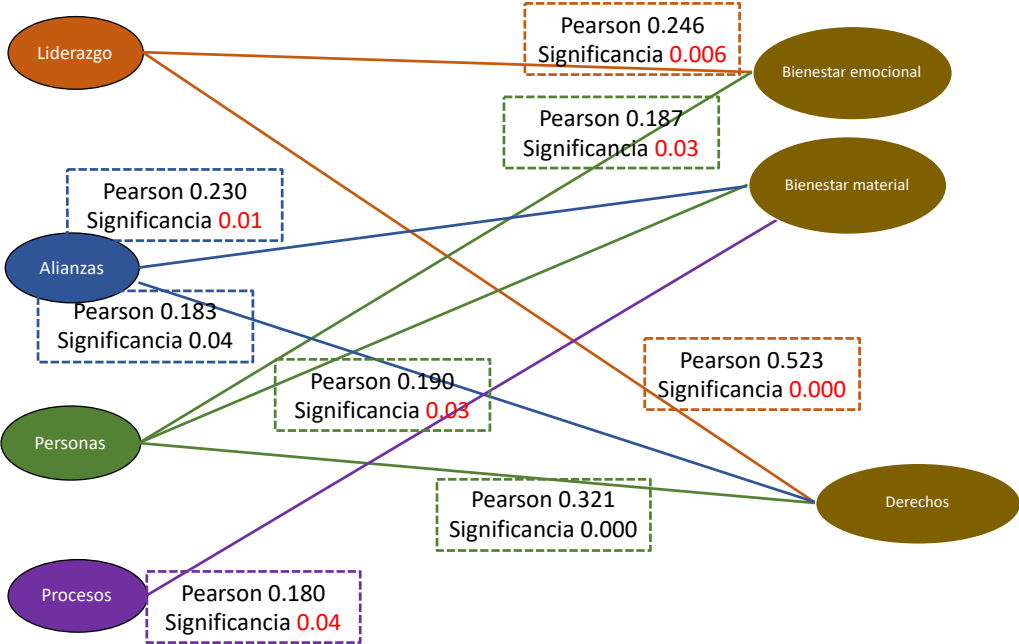 Liderazgo
Pearson 0.246
Significancia 0.006
Bienestar emocional
Pearson 0.187
Significancia 0.03
Bienestar material
Pearson 0.230
Significancia 0.01
Alianzas
Pearson 0.183
Significancia 0.04
Pearson 0.523
Significancia 0.000
Pearson 0.190
Significancia 0.03
Personas
Pearson 0.321
Significancia 0.000
Derechos
Procesos
Pearson 0.180
Significancia 0.04